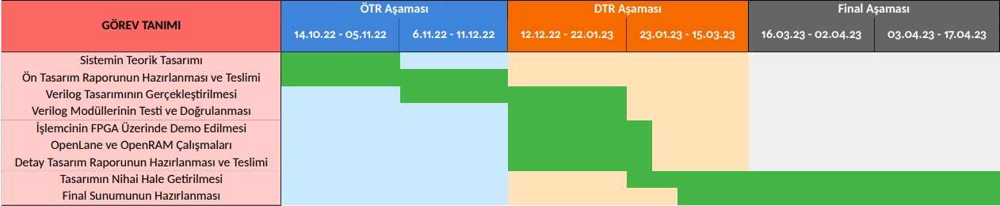 GÖREV TANIMI
ÖTR Aşaması
DTR Aşaması
Final Aşaması
14.10.22 - 05.11.22
6.11.22 - 11.12.22
12.12.22 - 22.01.23
23.01.23 - 15.03.23
16.03.23 - 02.04.23
03.04.23 - 17.04.23
Sistemin Teorik Tasarımı
Ön Tasarım Raporunun Hazırlanması ve Teslimi
Verilog Tasarımının Gerçekleştirilmesi
Verilog Modüllerinin Testi ve Doğrulanması
İşlemcinin FPGA Üzerinde Demo Edilmesi
OpenLane ve OpenRAM Çalışmaları
Detay Tasarım Raporunun Hazırlanması ve Teslimi
Tasarımın Nihai Hale Getirilmesi
Final Sunumunun Hazırlanması